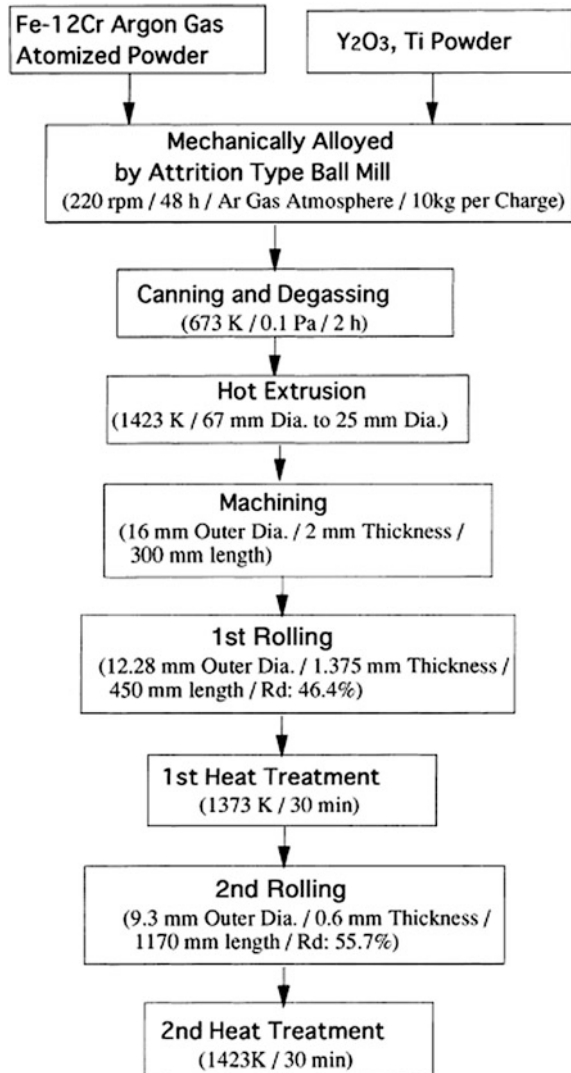 Fe-12Cr Argon Gas
Atomized Powder
Y2O3, Ti Powder
Mechanically Alloyed
by Attrition Type Ball Mill
(220 rpm / 48 h / Ar Gas Atmosphere / 10kg per Charge)
Canning and Degassing
(673 K / 0.1 Pa / 2 h)
Hot Extrusion
(1423 K / 67 mm Dia. to 25 mm Dia.)
Machining
(16 mm Outer Dia. / 2 mm Thickness /
300 mm length)
1st Rolling
(12.28 mm Outer Dia. / 1.375 mm Thickness /
450 mm length / Rd: 46.4%)
1st Heat Treatment
(1373 K / 30 min)
2nd Rolling
(9.3 mm Outer Dia. / 0.6 mm Thickness /
1170 mm length / Rd: 55.7%)
2nd Heat Treatment
(1423K / 30 min)